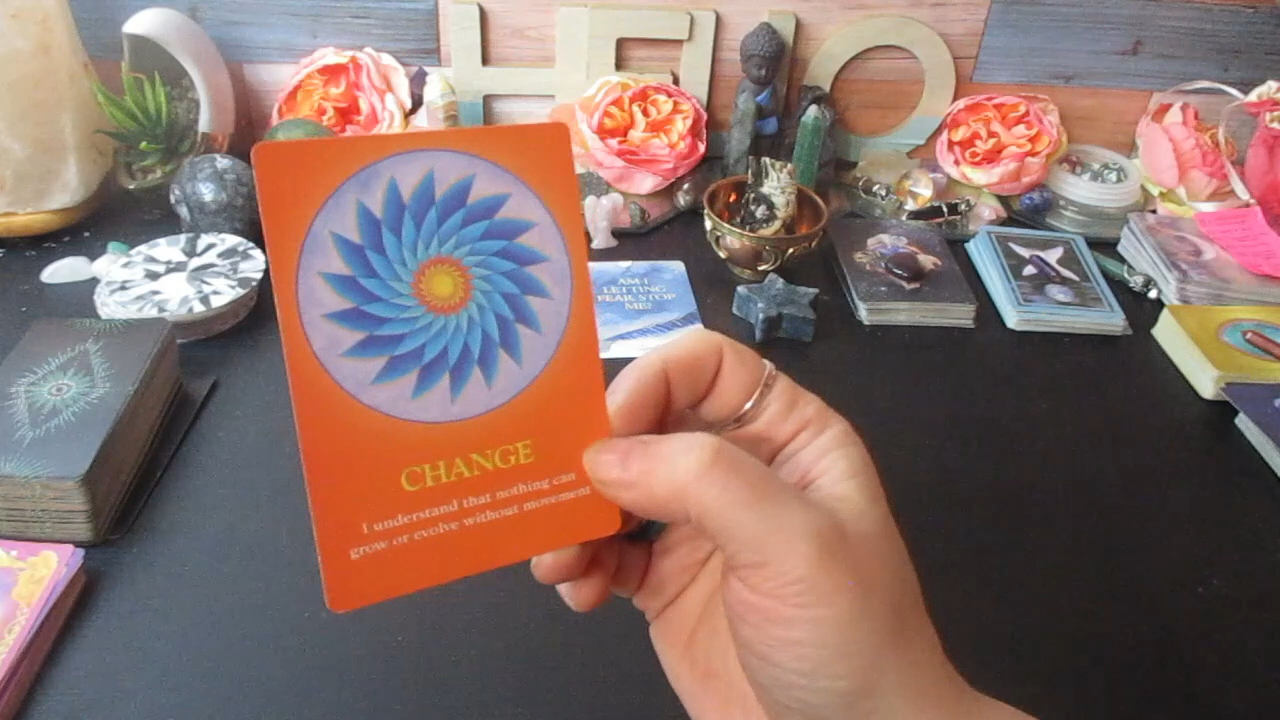 HELLO
AM I
LETTING
FEAR STOP
ME?
CHANGE
I understand that nothing can
grow or evolve without movement